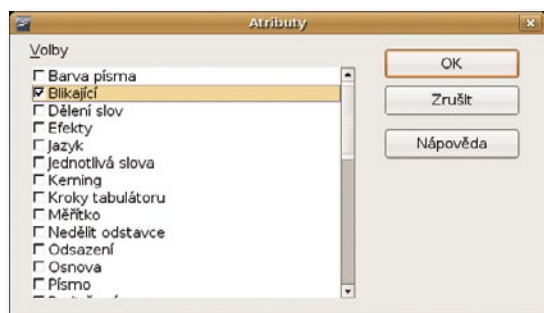 Atributy
Volby
OK
Barva písma
Blikající
Zrušit
Dělení slov
Efekty
Jazyk
Nápověda
Jednotlivá slova
Kerning
Kroky tabulátoru
Měřítko
Nedělit odstavce
Odsazení
Osnova
Písmo